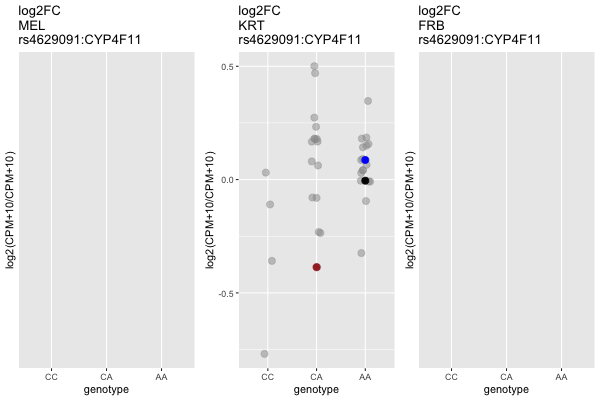 log2FC
MEL
rs4629091:CYP4F11
log2(CPM+10/CPM+10)
CC CA AA
genotype
log2FC
KRT
rs4629091:CYP4F11
log2(CPM+10/CPM+10)
0.5
0.0
-0.5
CC CA AA
genotype
log2FC
FRB
rs4629091:CYP4F11
log2(CPM+10/CPM+10)
CC CA AA
genotype